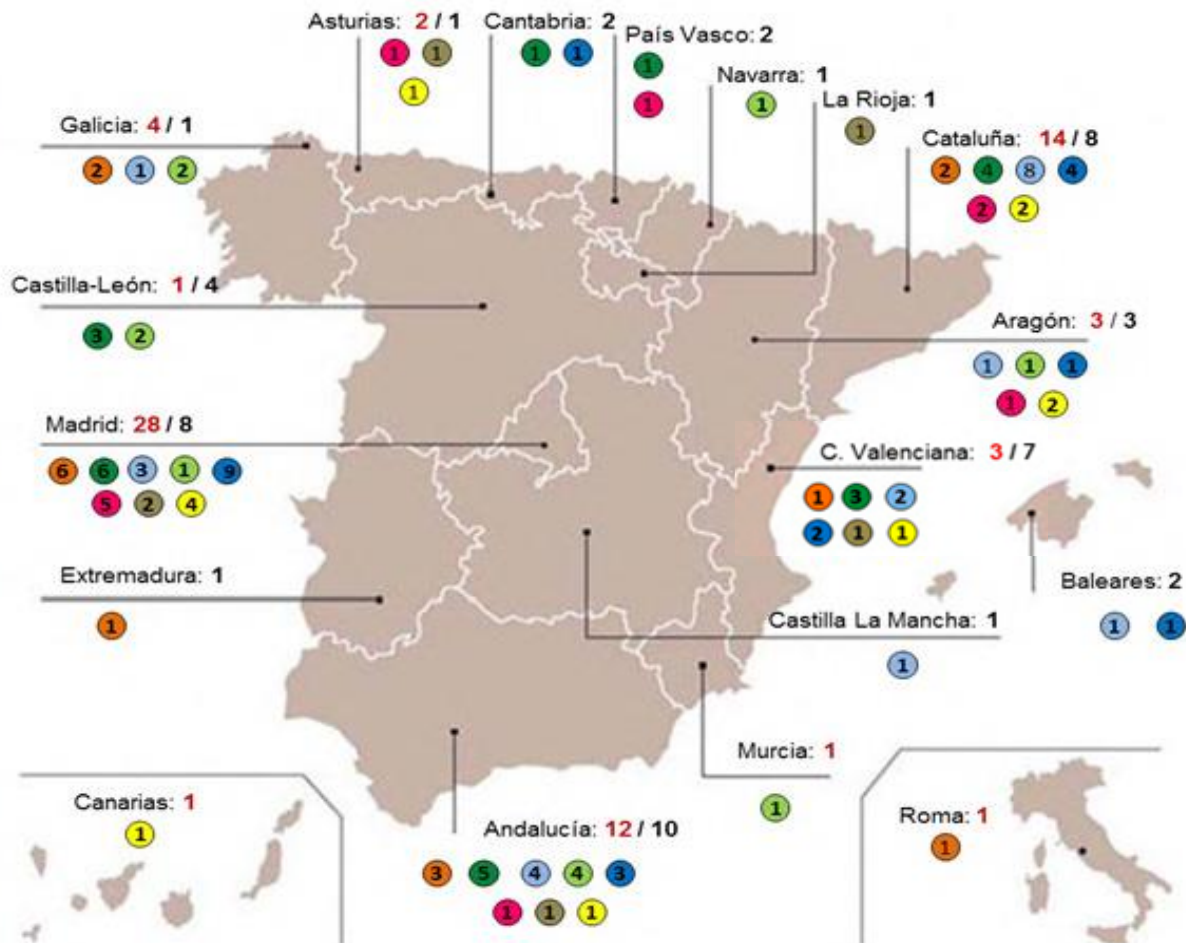 Asturias: 2 / 1
1 1
1
Cantabria: 2
1 1
País Vasco: 2
1
1
Navarra: 1
1
La Rioja: 1
1
Galicia: 4 / 1
2 1 2
Cataluña: 14 / 8
2 4 8 4
2 2
Castilla-León: 1 / 4
3 2
Aragón: 3 / 3
1 1 1
1 2
Madrid: 28 / 8
6 6 3 1 9
5 2 4
C. Valenciana: 3 / 7
1 3 2
2 1 1
Extremadura: 1
1
Baleares: 2
1 1
Castilla La Mancha: 1
1
Murcia: 1
1
Canarias: 1
1
Andalucía: 12 / 10
3 5 4 4 3
1 1 1
Roma: 1
1